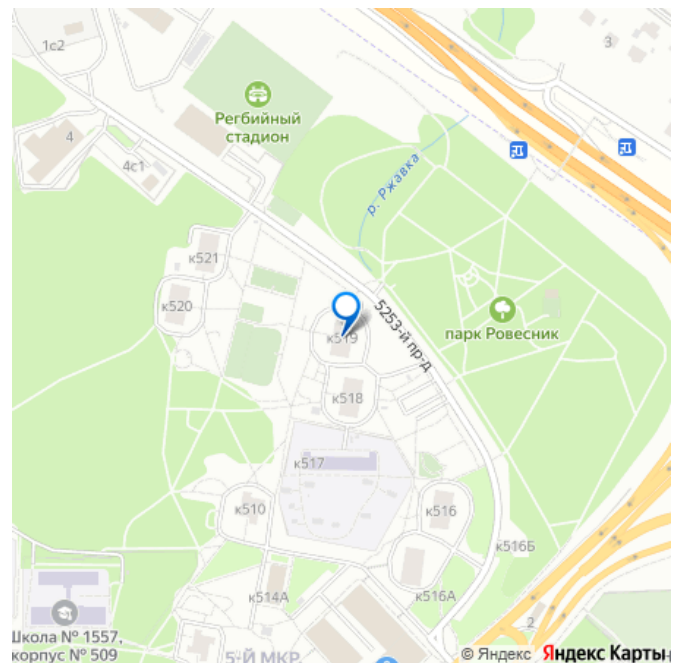 1с2
3
Регбийный
стадион
4
4с1
р. Ржавка
к521
к520
5253-й пр-д
парк Ровесник
к519
к518
к517
к510
к516
к516Б
к514А
к516А
2
Школа № 1557,
корпус № 509
5-Й МКР
© Яндекс Яндекс Карты